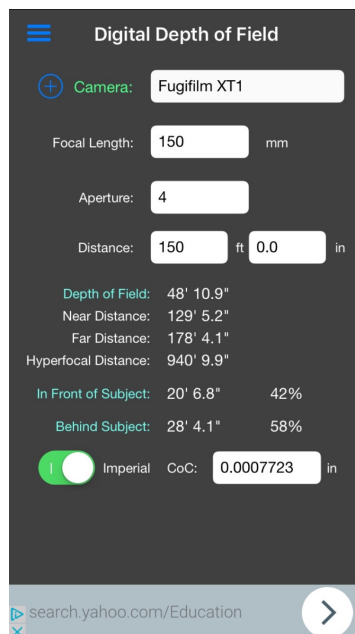 Digital Depth of Field
Camera: Fugifilm XT1
Focal Length: 150 mm
Aperture: 4
Distance: 150 ft 0.0 in
Depth of Field: 48' 10.9"
Near Distance: 129' 5.2"
Far Distance: 178' 4.1"
Hyperfocal Distance: 940' 9.9"
In Front of Subject: 20' 6.8" 42%
Behind Subject: 28' 4.1" 58%
Imperial CoC: 0.0007723 in
search.yahoo.com/Education